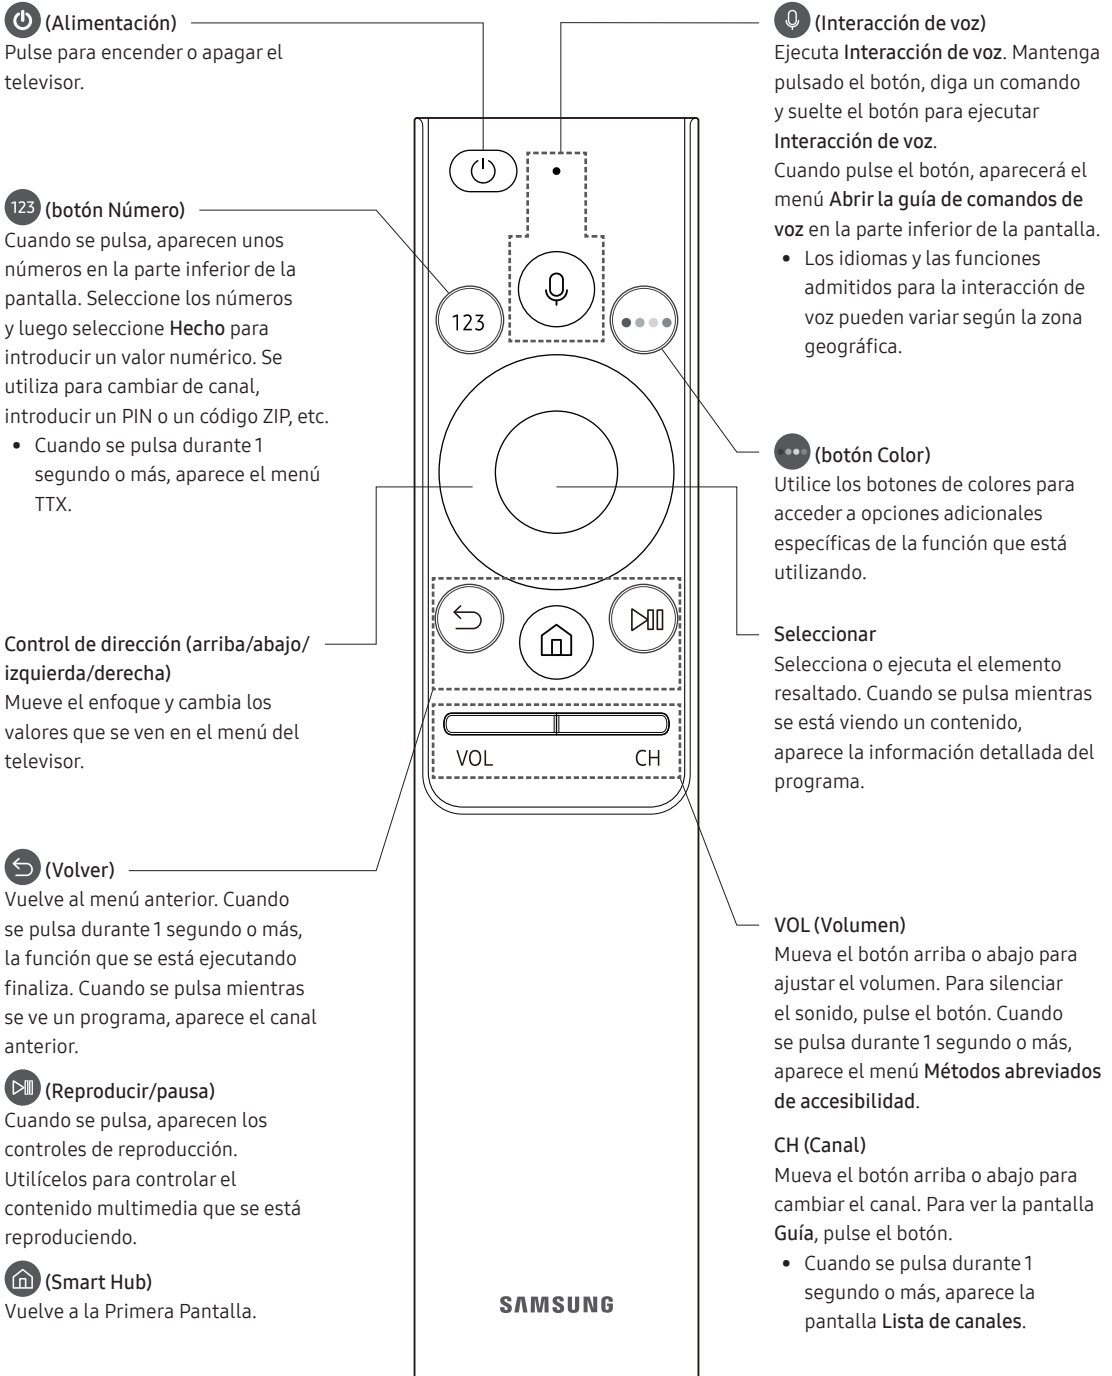 (Alimentación)
Pulse para encender o apagar el
televisor.
123 (botón Número)
Cuando se pulsa, aparecen unos
números en la parte inferior de la
pantalla. Seleccione los números
y luego seleccione Hecho para
introducir un valor numérico. Se
utiliza para cambiar de canal,
introducir un PIN o un código ZIP, etc.
• Cuando se pulsa durante 1
segundo o más, aparece el menú
TTX.
Control de dirección (arriba/abajo/
izquierda/derecha)
Mueve el enfoque y cambia los
valores que se ven en el menú del
televisor.
(Volver)
Vuelve al menú anterior. Cuando
se pulsa durante 1 segundo o más,
la función que se está ejecutando
finaliza. Cuando se pulsa mientras
se ve un programa, aparece el canal
anterior.
(Reproducir/pausa)
Cuando se pulsa, aparecen los
controles de reproducción.
Utilícelos para controlar el
contenido multimedia que se está
reproduciendo.
(Smart Hub)
Vuelve a la Primera Pantalla.
123
VOL CH
SAMSUNG
(Interacción de voz)
Ejecuta Interacción de voz. Mantenga
pulsado el botón, diga un comando
y suelte el botón para ejecutar
Interacción de voz.
Cuando pulse el botón, aparecerá el
menú Abrir la guía de comandos de
voz en la parte inferior de la pantalla.
• Los idiomas y las funciones
admitidos para la interacción de
voz pueden variar según la zona
geográfica.
(botón Color)
Utilice los botones de colores para
acceder a opciones adicionales
específicas de la función que está
utilizando.
Seleccionar
Selecciona o ejecuta el elemento
resaltado. Cuando se pulsa mientras
se está viendo un contenido,
aparece la información detallada del
programa.
VOL (Volumen)
Mueva el botón arriba o abajo para
ajustar el volumen. Para silenciar
el sonido, pulse el botón. Cuando
se pulsa durante 1 segundo o más,
aparece el menú Métodos abreviados
de accesibilidad.
CH (Canal)
Mueva el botón arriba o abajo para
cambiar el canal. Para ver la pantalla
Guía, pulse el botón.
• Cuando se pulsa durante 1
segundo o más, aparece la
pantalla Lista de canales.